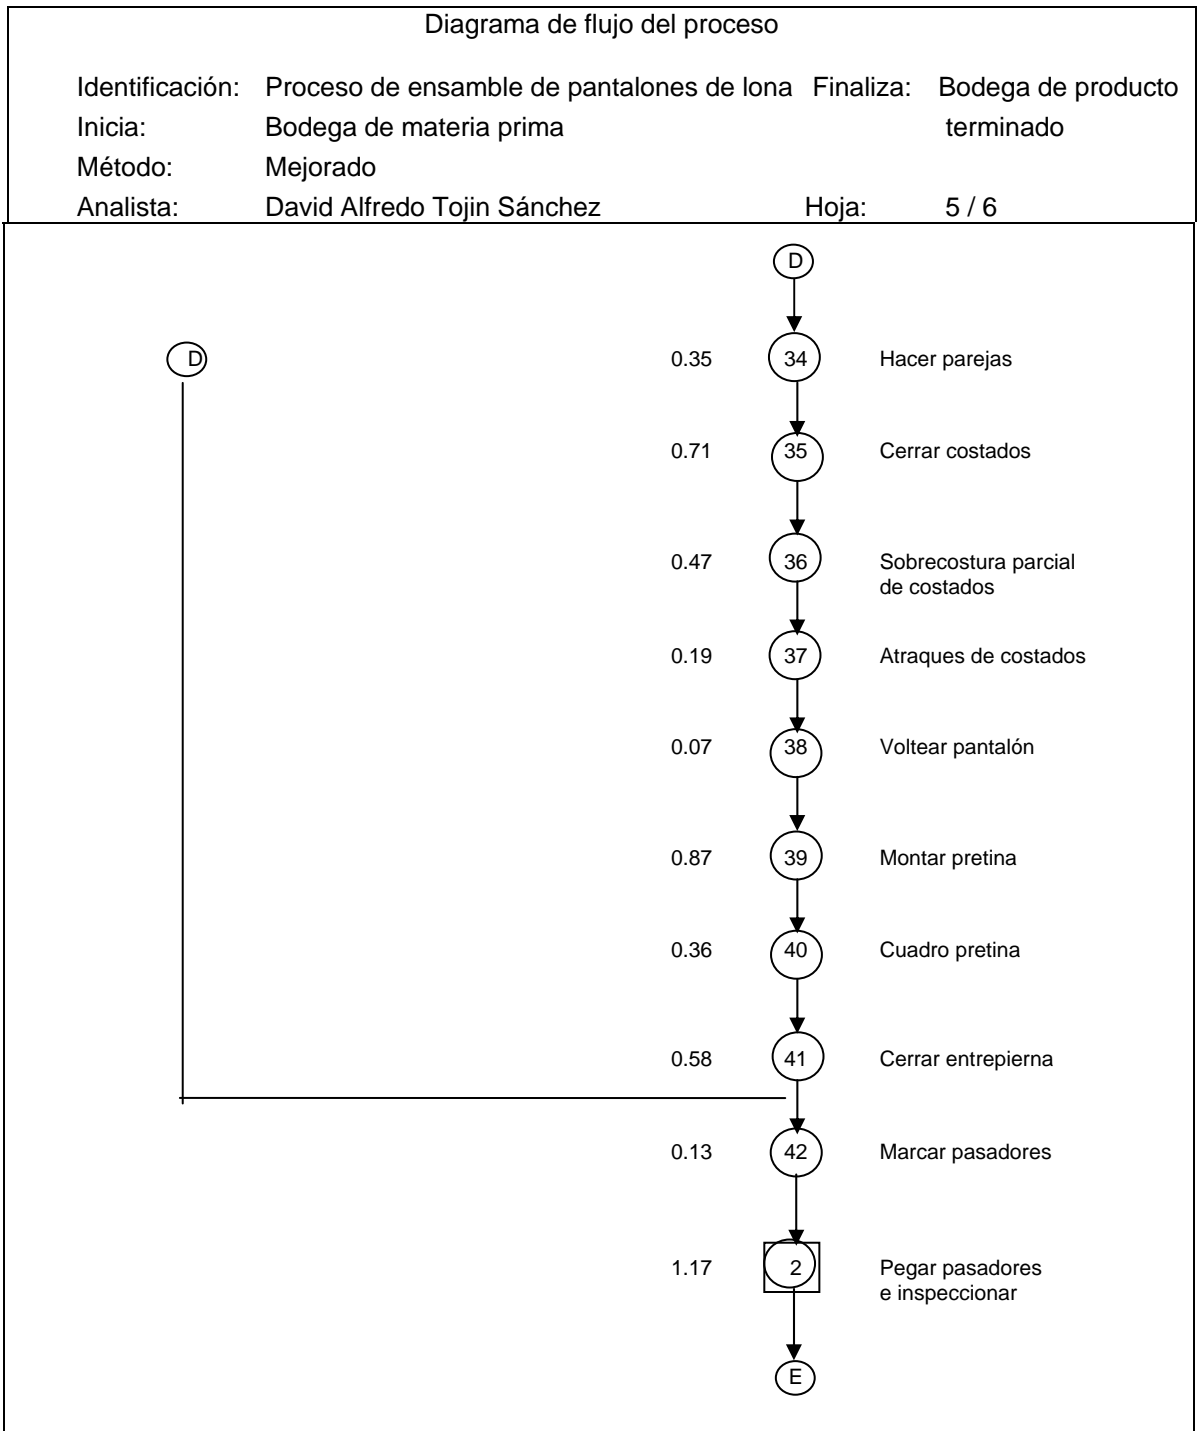 Diagrama de flujo del proceso
Identificación: Proceso de ensamble de pantalones de lona Finaliza: Bodega de producto
Inicia: Bodega de materia prima terminado
Método: Mejorado
Analista: David Alfredo Tojin Sánchez Hoja: 5 / 6
D
D
0.35 34 Hacer parejas
0.71 35 Cerrar costados
0.47 36 Sobrecostura parcial
de costados
0.19 37 Atraques de costados
0.07 38 Voltear pantalón
0.87 39 Montar pretina
0.36 40 Cuadro pretina
0.58 41 Cerrar entrepierna
0.13 42 Marcar pasadores
1.17 2 Pegar pasadores
e inspeccionar
E